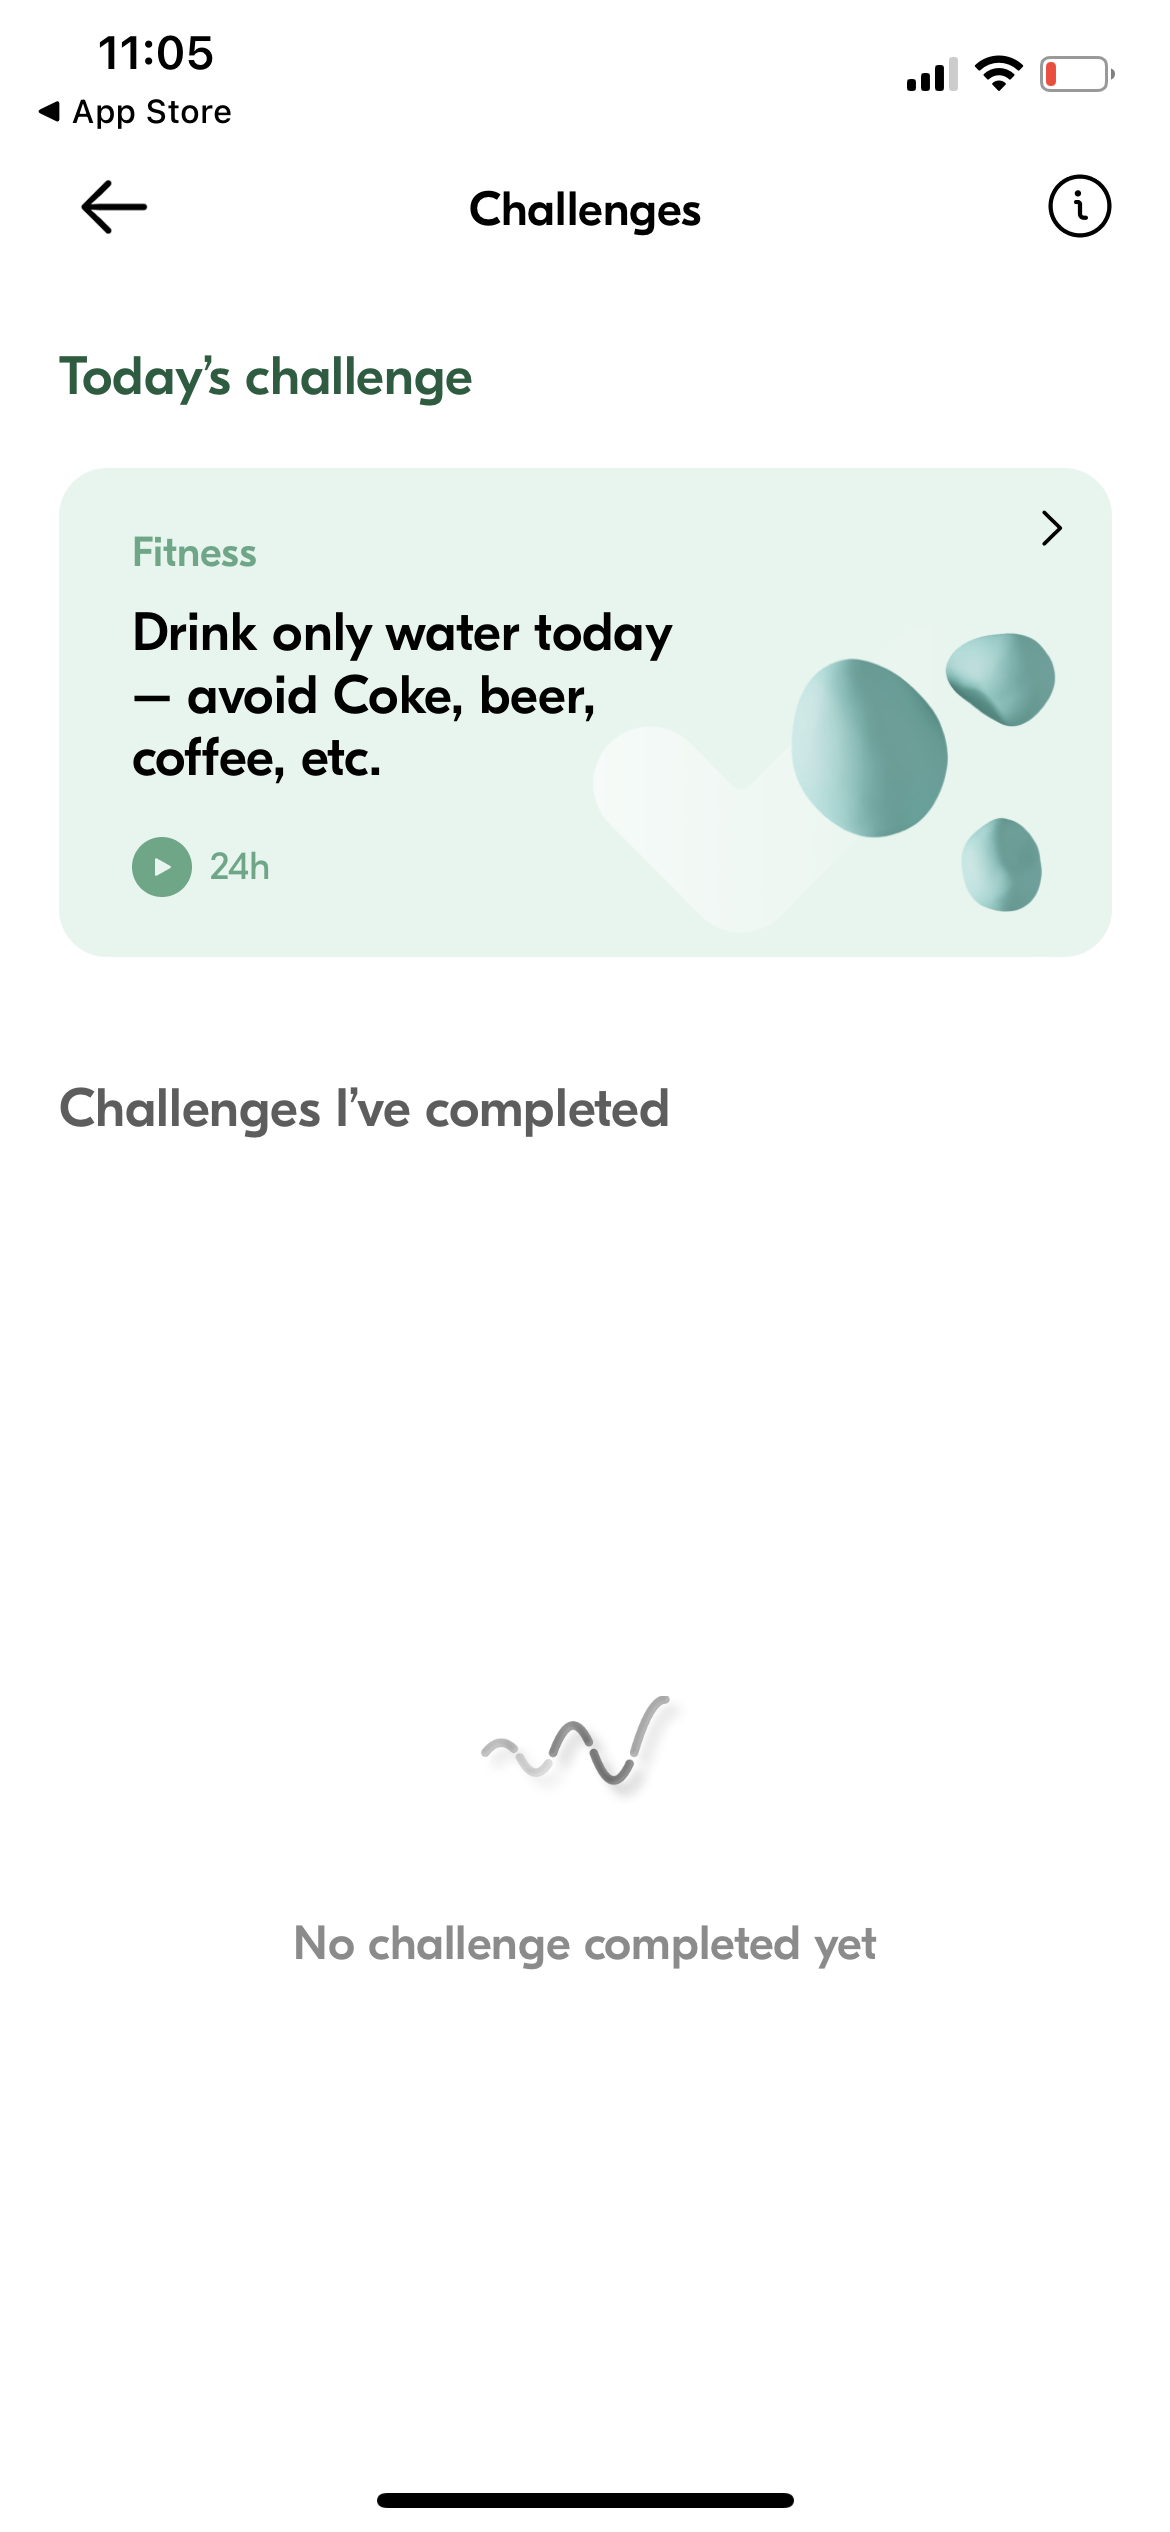 11:05
App Store
Challenges
Today’s challenge
Fitness
Drink only water today
– avoid Coke, beer,
coffee, etc.
24h
Challenges I’ve completed
No challenge completed yet